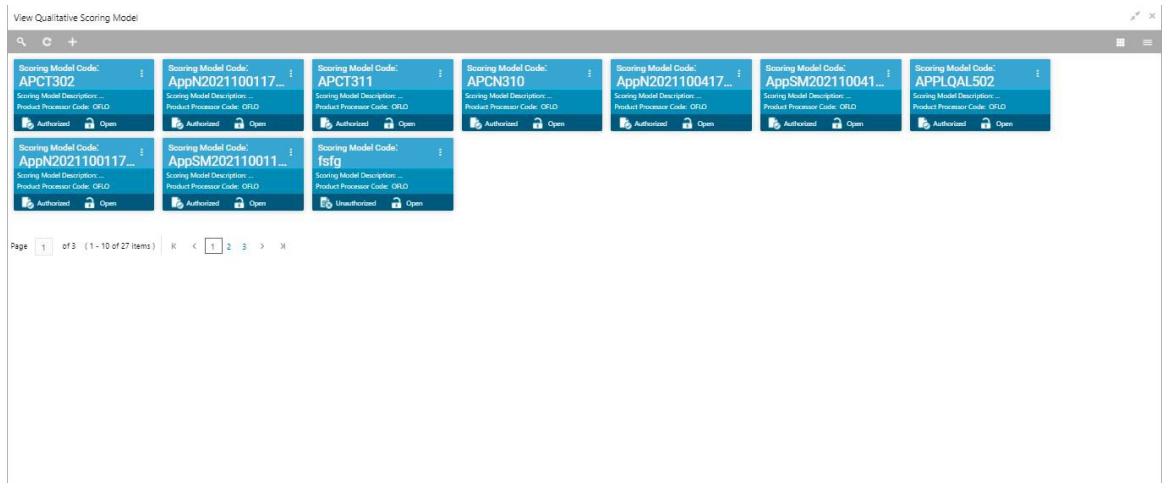 View Qualitative Scoring Model
Scoring Model Code:
APCT302
Scoring Model Description: ...
Product Processor Code: OFLO
Authorized Open
Scoring Model Code:
AppN2021100117...
Scoring Model Description: ...
Product Processor Code: OFLO
Authorized Open
Scoring Model Code:
APCT311
Scoring Model Description: ...
Product Processor Code: OFLO
Authorized Open
Scoring Model Code:
APCN310
Scoring Model Description: ...
Product Processor Code: OFLO
Authorized Open
Scoring Model Code:
AppN2021100417...
Scoring Model Description: ...
Product Processor Code: OFLO
Authorized Open
Scoring Model Code:
AppSM202110041...
Scoring Model Description: ...
Product Processor Code: OFLO
Authorized Open
Scoring Model Code:
APPLQAL502
Scoring Model Description: ...
Product Processor Code: OFLO
Authorized Open
Scoring Model Code:
AppN2021100117...
Scoring Model Description: ...
Product Processor Code: OFLO
Authorized Open
Scoring Model Code:
AppSM202110011...
Scoring Model Description: ...
Product Processor Code: OFLO
Authorized Open
Scoring Model Code:
fsfg
Scoring Model Description: ...
Product Processor Code: OFLO
Unauthorized Open
Page 1 of 3 (1 - 10 of 27 items) 1 2 3